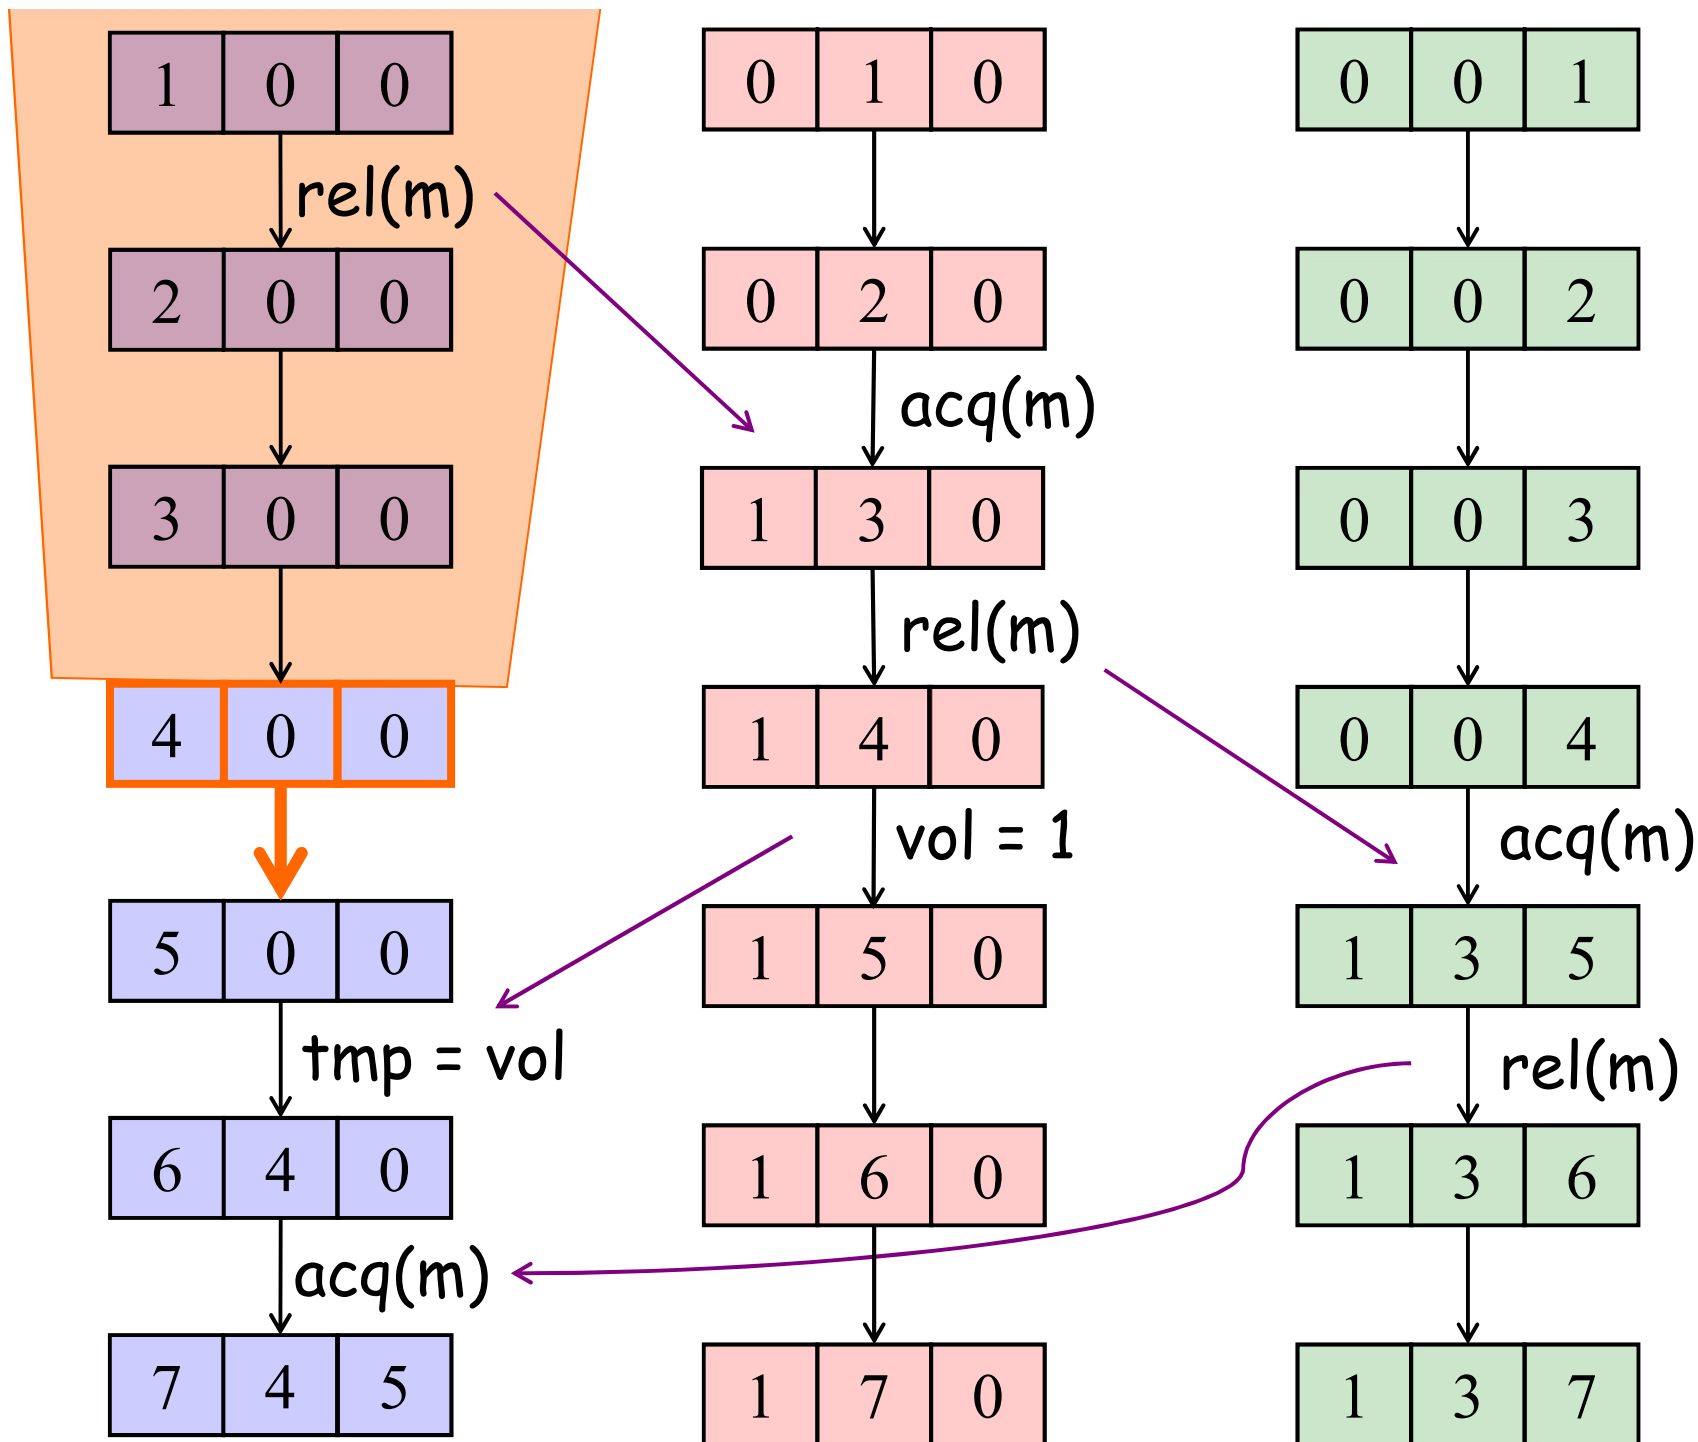 1 0 0 0 1 0 0 0 1
rel(m)
2 0 0 0 2 0 0 0 2
acq(m)
3 0 0 1 3 0 0 0 3
rel(m)
4 0 0 1 4 0 0 0 4
vol = 1 acq(m)
5 0 0 1 5 0 1 3 5
tmp = vol rel(m)
6 4 0 1 6 0 1 3 6
acq(m)
7 4 5 1 7 0 1 3 7